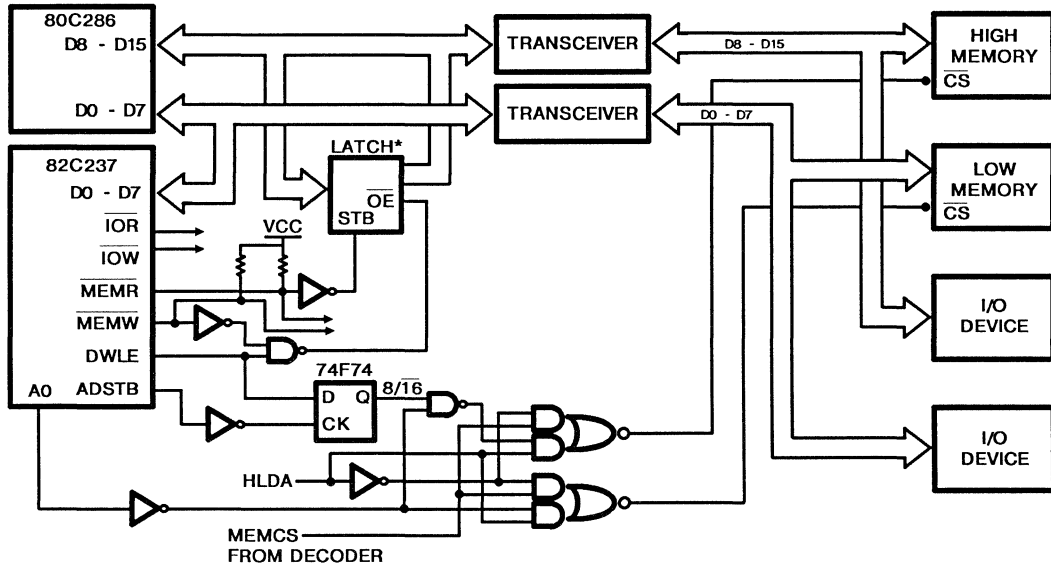 80C286
D8 - D15
D0 - D7
TRANSCEIVER
TRANSCEIVER
D8 - D15
D0 - D7
HIGH
MEMORY
CS
LOW
MEMORY
CS
I/O
DEVICE
I/O
DEVICE
82C237
D0 - D7
IOR
IOW
MEMR
MEMW
DWLE
ADSTB
A0
LATCH*
OE
STB
VCC
74F74
D Q
CK
8/16
HLDA
MEMCS
FROM DECODER